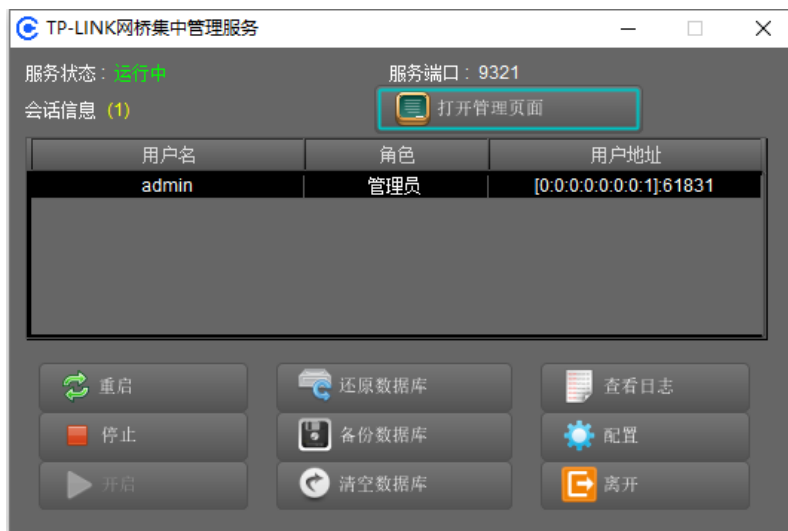 TP-LINK网桥集中管理服务
服务状态：运行中 服务端口：9321
会话信息 (1) 打开管理页面
用户名 角色 用户地址
admin 管理员 [0:0:0:0:0:0:0:1]:61831
重启 还原数据库 查看日志
停止 备份数据库 配置
开启 清空数据库 离开